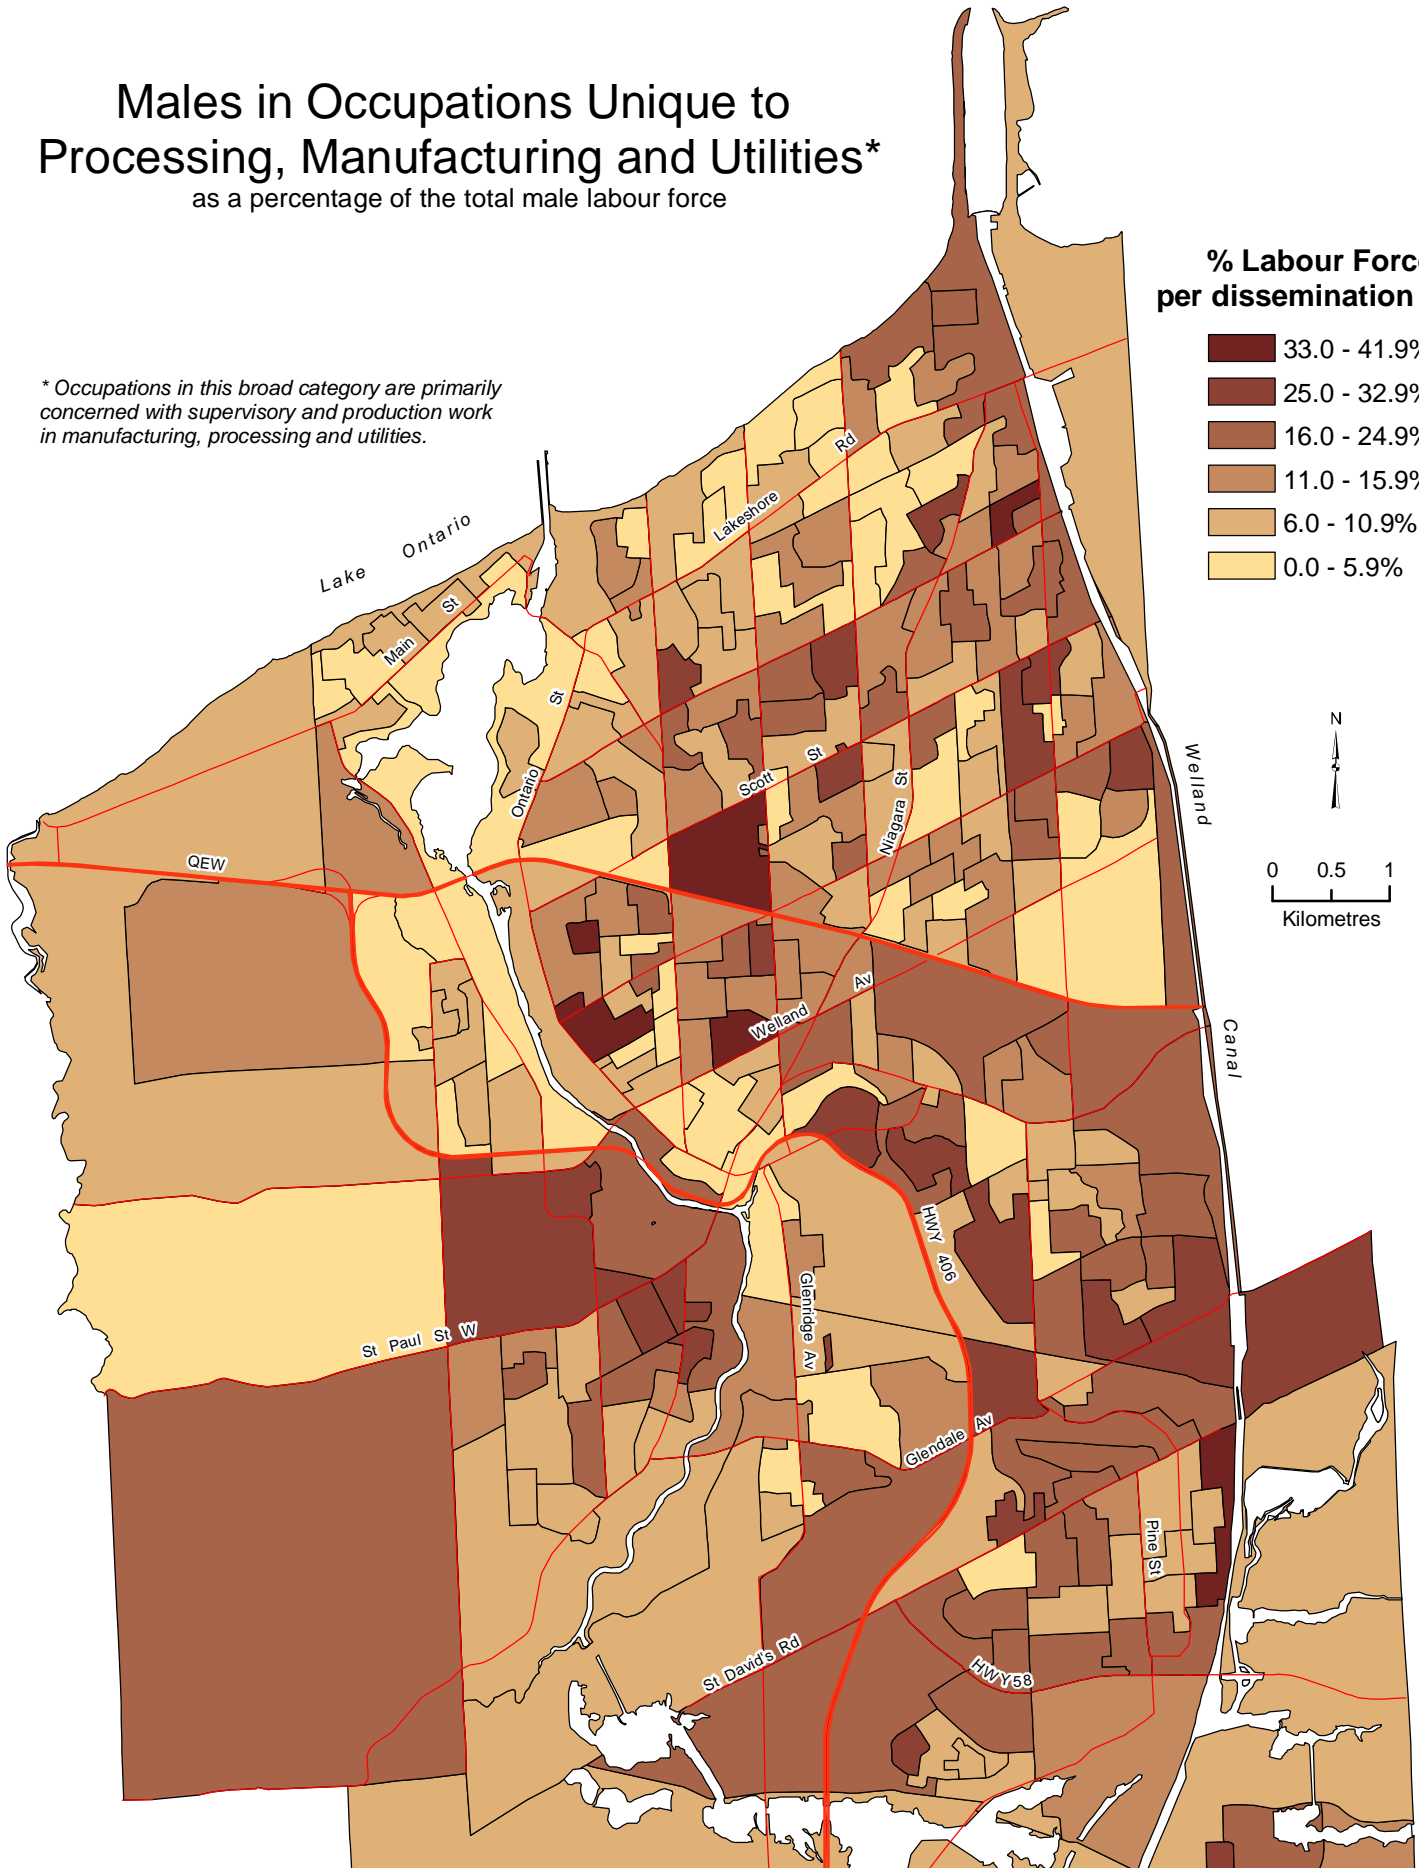 Males in Occupations Unique to
Processing, Manufacturing and Utilities*
as a percentage of the total male labour force
% Labour Forc
per dissemination
33.0 - 41.9%
25.0 - 32.9%
16.0 - 24.9%
11.0 - 15.9%
6.0 - 10.9%
0.0 - 5.9%
* Occupations in this broad category are primarily
concerned with supervisory and production work
in manufacturing, processing and utilities.
Lake Ontario
Main St
Lakeshore Rd
Ontario St
Scott St
Niagara St
QEW
Welland Av
Welland Canal
N
0 0.5 1
Kilometres
HWY 406
Glenridge Av
St Paul St W
Glendale Av
Pine St
St David's Rd
HWY58